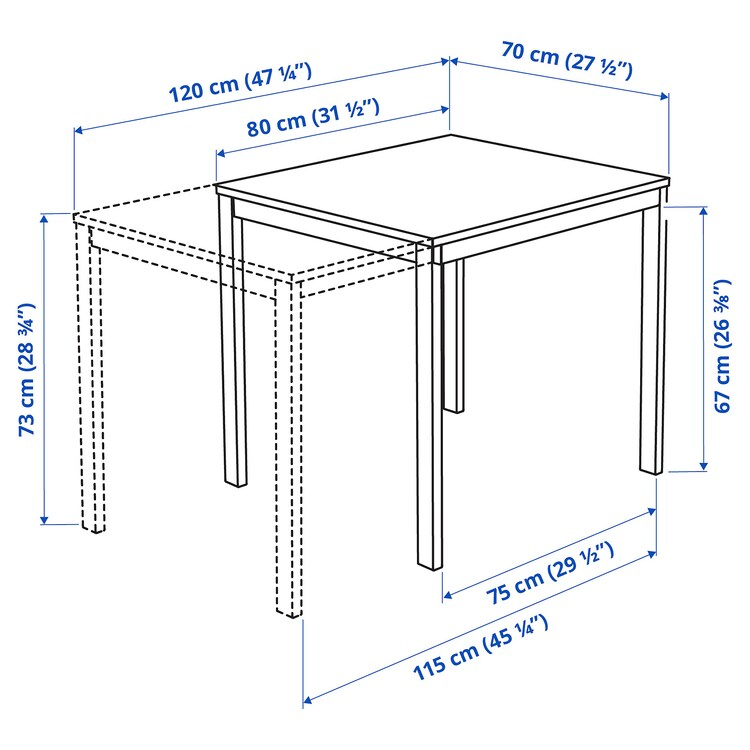 70 cm (27 ½″)
120 cm (47 ¼″)
80 cm (31 ½″)
73 cm (28 ¾″)
67 cm (26 ⅜″)
75 cm (29 ½″)
115 cm (45 ¼″)